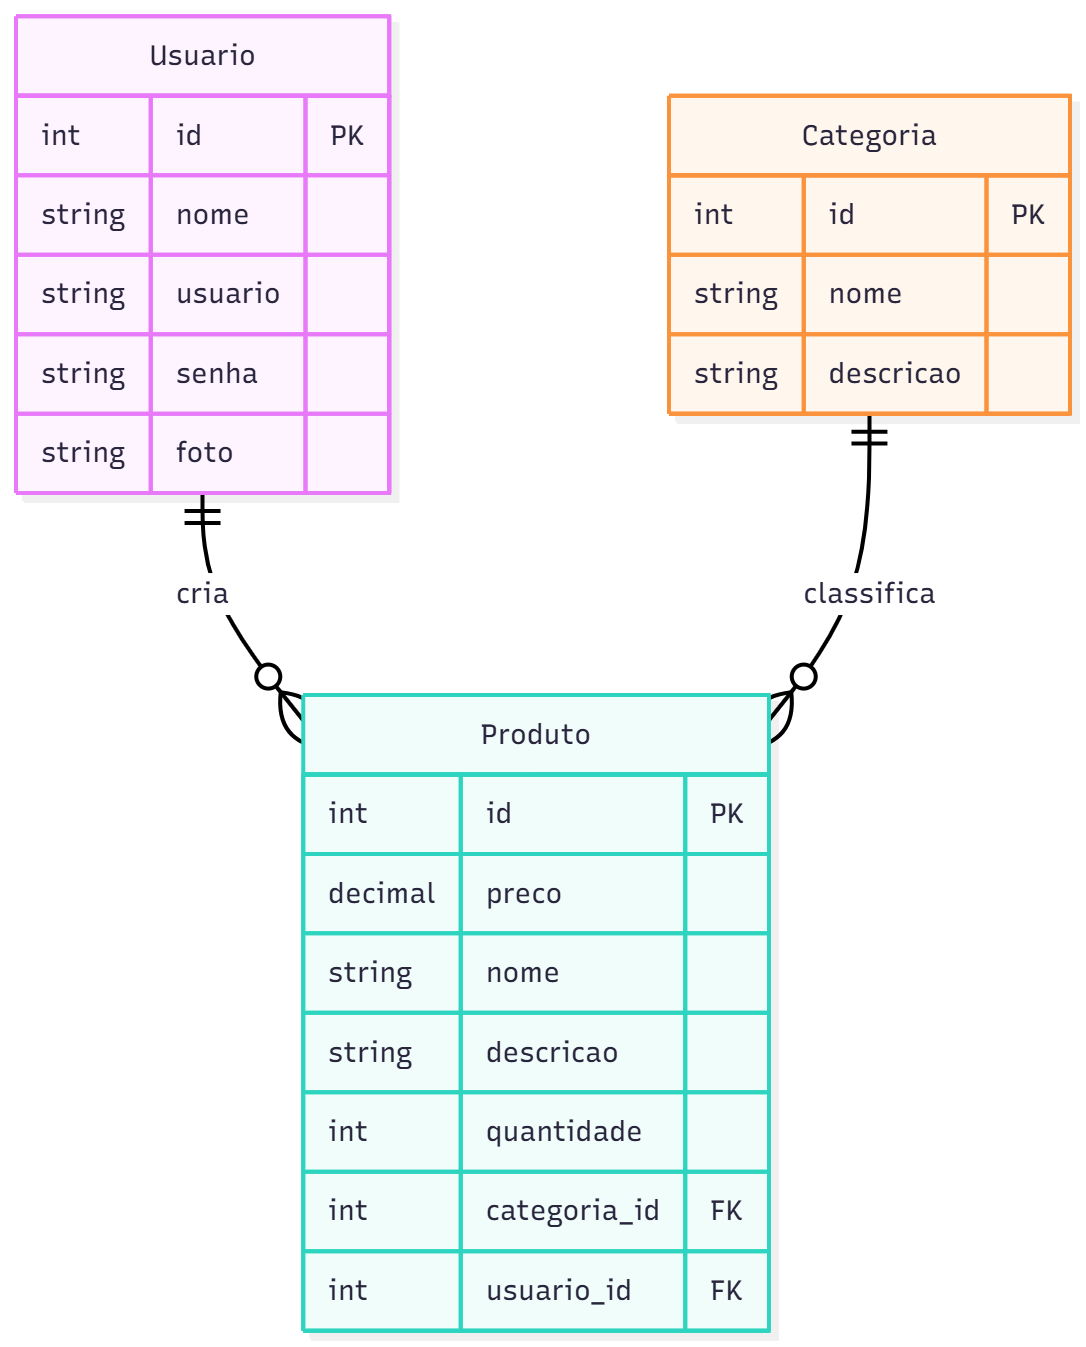 Usuario
int id PK
string nome
string usuario
string senha
string foto
Categoria
int id PK
string nome
string descricao
cria
classifica
Produto
int id PK
decimal preco
string nome
string descricao
int quantidade
int categoria_id FK
int usuario_id FK